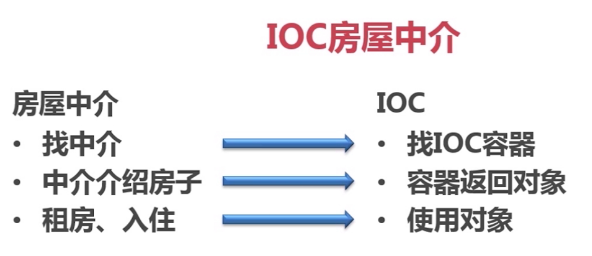 IOC房屋中介
房屋中介
IOC
• 找中介
• 找IOC容器
• 中介介绍房子
• 容器返回对象
• 租房、入住
• 使用对象